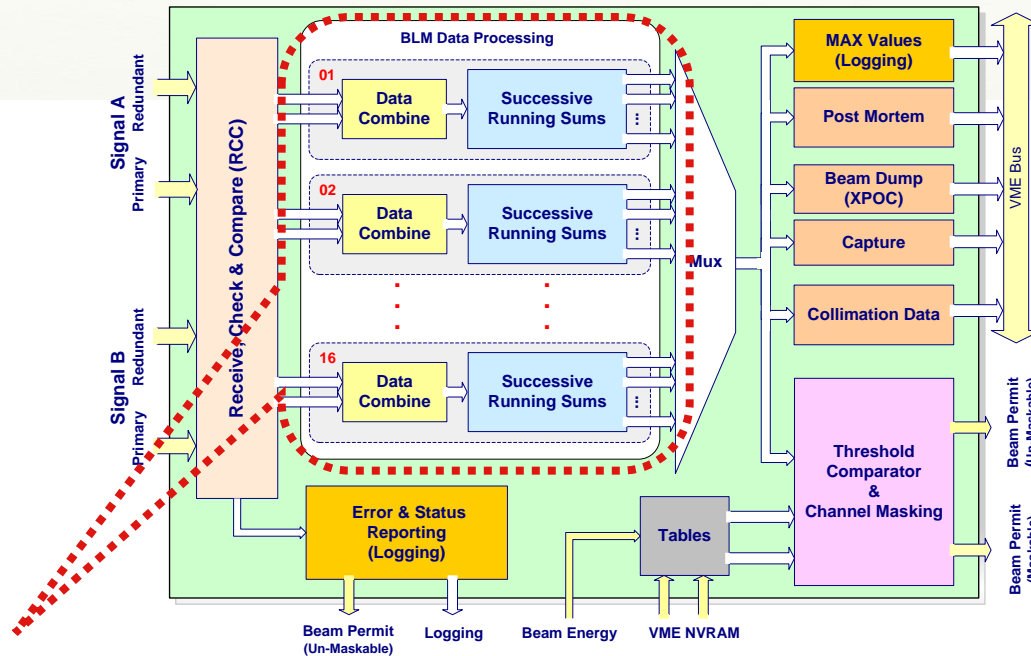 BLM Data Processing
Signal A
Redundant
Primary
Signal B
Redundant
Primary
Receive, Check & Compare (RCC)
01
Data
Combine
Successive
Running Sums
...
02
Data
Combine
Successive
Running Sums
...
16
Data
Combine
Successive
Running Sums
...
Mux
MAX Values
(Logging)
Post Mortem
Beam Dump
(XPOC)
Capture
Collimation Data
VME Bus
Threshold
Comparator
&
Channel Masking
Beam Permit
(Un-Maskable)
Beam Permit
(Maskable)
Error & Status
Reporting
(Logging)
Tables
Beam Permit
(Un-Maskable)
Logging
Beam Energy
VME NVRAM